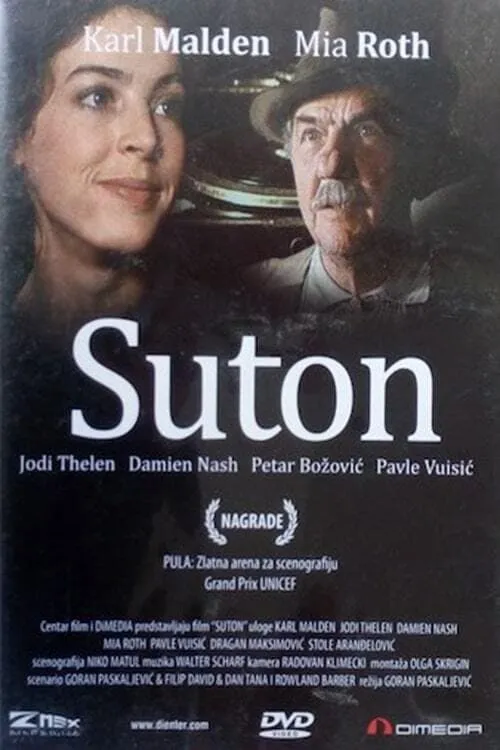 Karl Malden Mia Roth
Suton
Jodi Thelen Damien Nash Petar Božović Pavle Vuisić
NAGRADE
PULA: Zlatna arena za scenografiju
Grand Prix UNICEF
Centar film i DiMEDIA predstavljaju film "SUTON" uloge KARL MALDEN JODI THELEN DAMIEN NASH
MIA ROTH PAVLE VUISIĆ DRAGAN MAKSIMOVIĆ STOLE ARANĐELOVIĆ
scenografija NIKO MATUL muzika WALTER SCHARF kamera RADOVAN KLIMECKI montaža OLGA SKRIGIN
scenario GORAN PASKALJEVIĆ & FILIP DAVID & DAN TANA I ROWLAND BARBER režija GORAN PASKALJEVIĆ
www.dienter.com
DVD
VIDEO
DIMEDIA